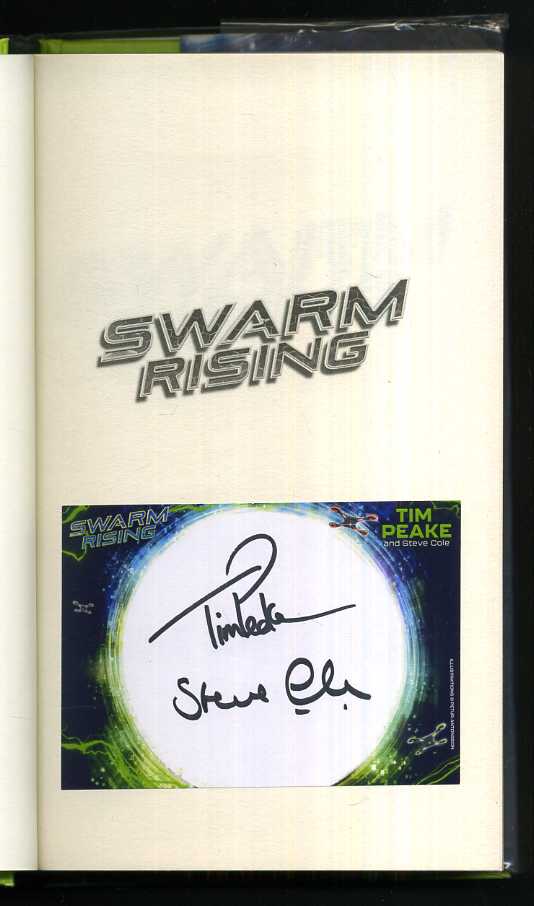 SWARM
RISING
SWARM
RISING
TIM
PEAKE
and Steve Cole
Tim Peake
Steve Cole